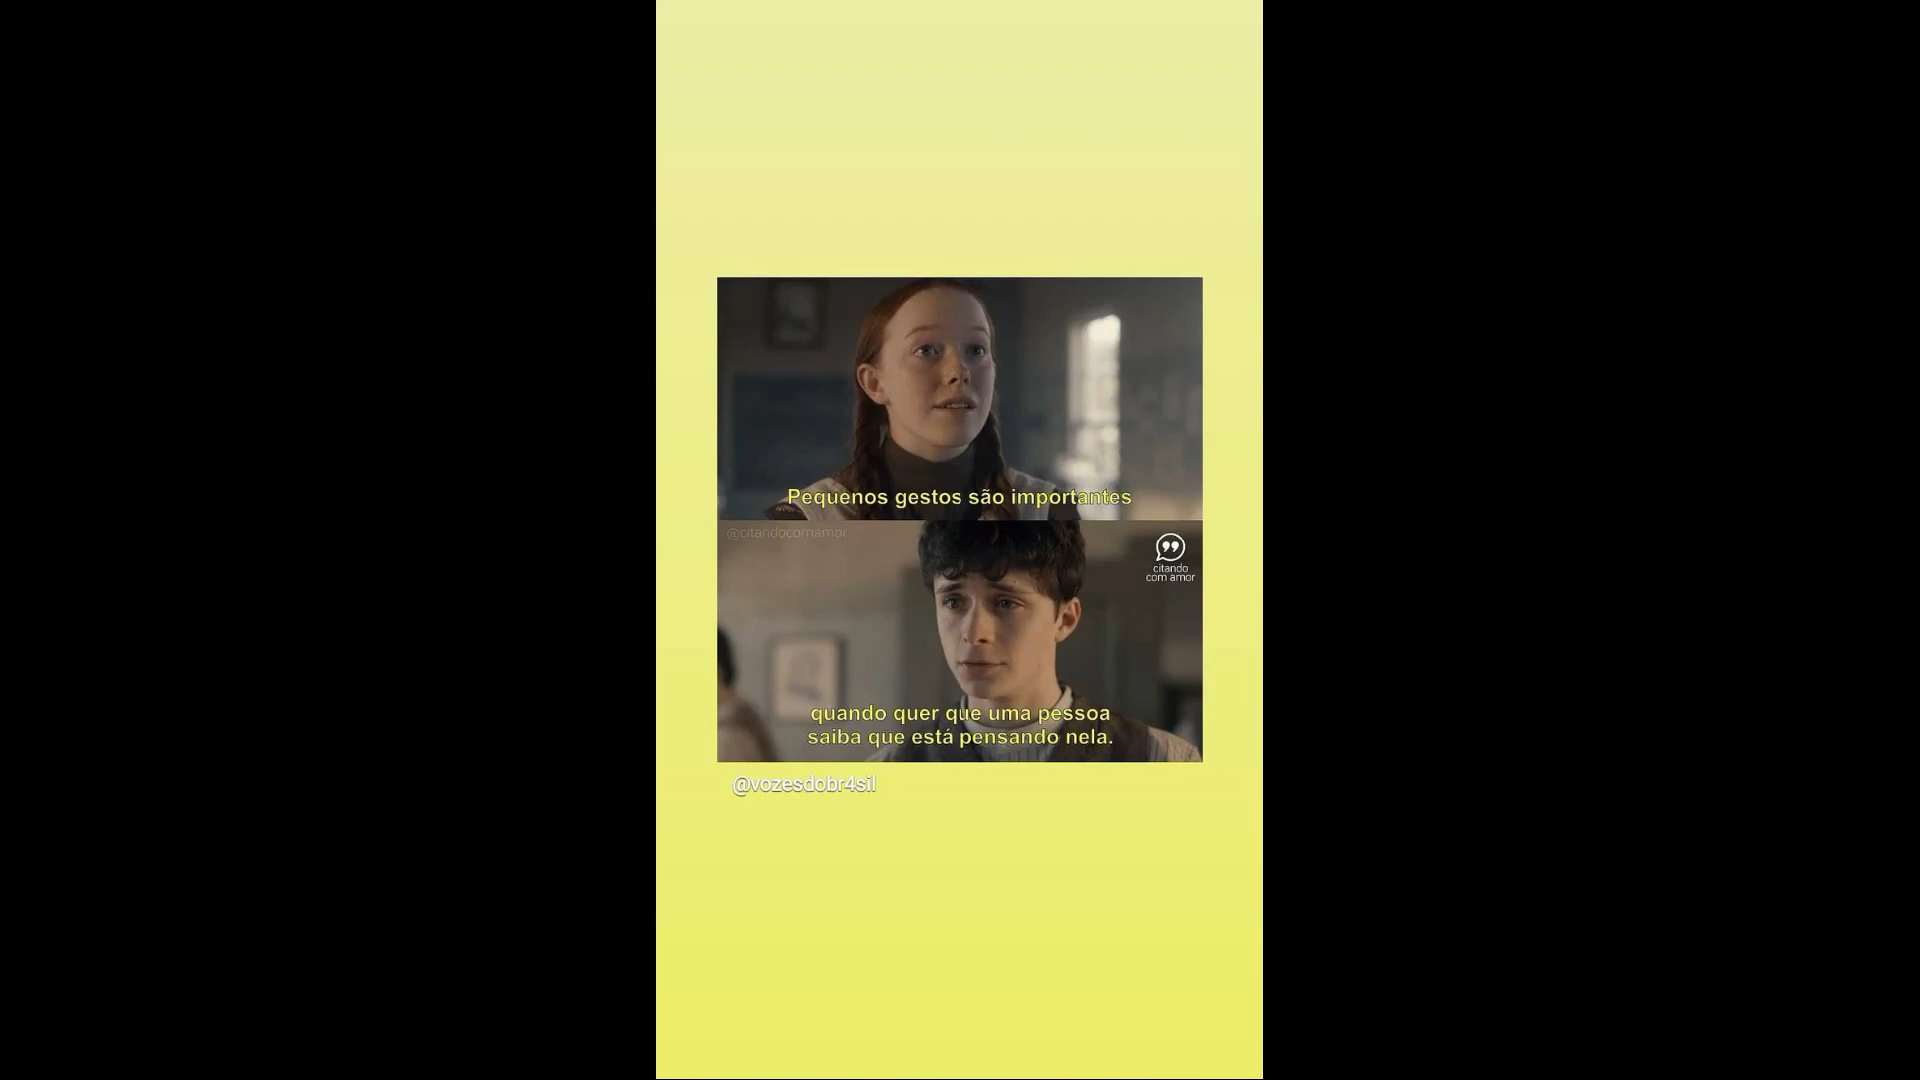 Pequenos gestos são importantes
@citandocomamor
citando
com amor
quando quer que uma pessoa
saiba que está pensando nela.
@vozesdobr4sil